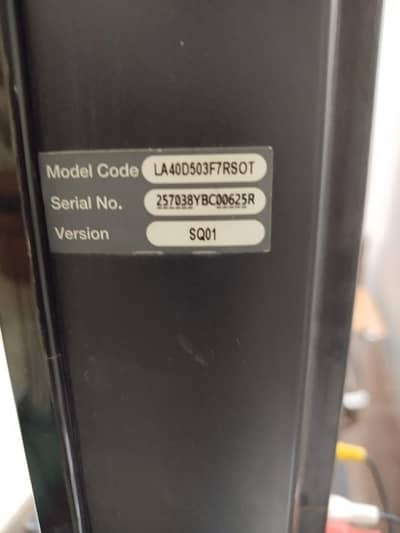 Model Code LA40D503F7RSOT
Serial No. 257038YBC00625R
Version SQ01